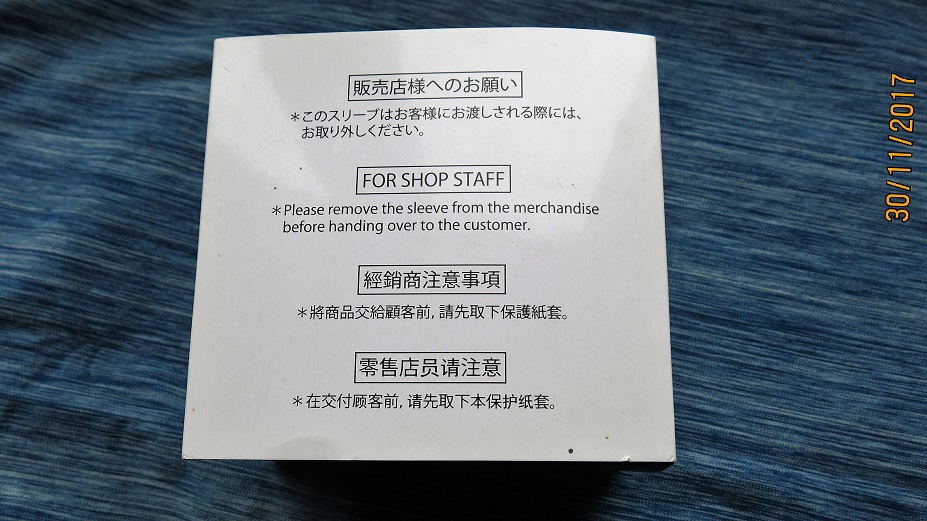 販売店様へのお願い
＊このスリーブはお客様にお渡しされる際には、
お取り外しください。
FOR SHOP STAFF
＊Please remove the sleeve from the merchandise
before handing over to the customer.
經銷商注意事項
＊將商品交給顧客前, 請先取下保護紙套。
零售店员请注意
＊在交付顾客前, 请先取下本保护纸套。
30/11/2017